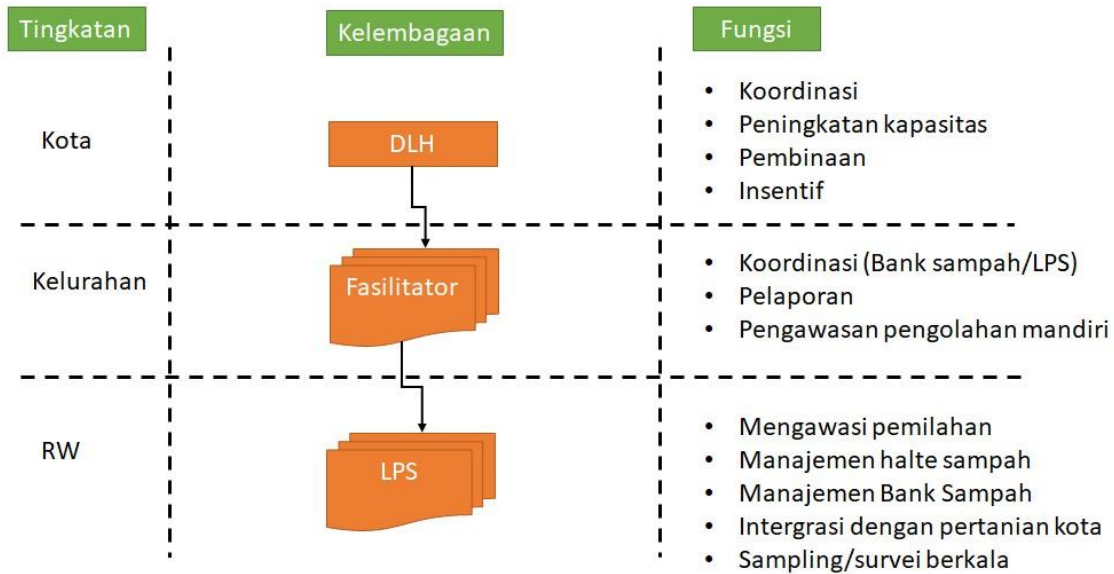 Tingkatan
Kelembagaan
Fungsi
Kota
DLH
• Koordinasi
• Peningkatan kapasitas
• Pembinaan
• Insentif
Kelurahan
Fasilitator
• Koordinasi (Bank sampah/LPS)
• Pelaporan
• Pengawasan pengolahan mandiri
RW
LPS
• Mengawasi pemilahan
• Manajemen halte sampah
• Manajemen Bank Sampah
• Intergrasi dengan pertanian kota
• Sampling/survei berkala